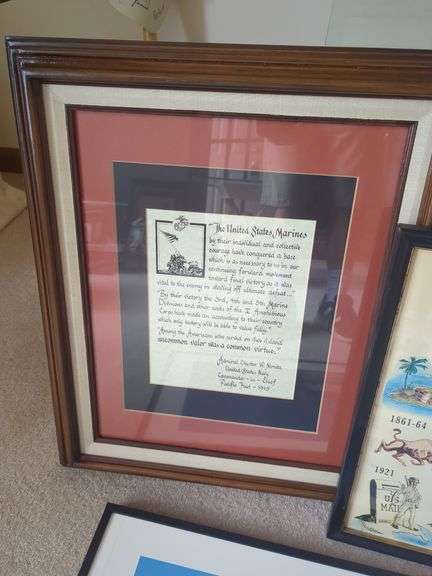 "The United States, Marines
by their individual and collective
courage have conquered a base
which is as necessary to us in our
continuing forward movement
toward final victory as it was
vital to the enemy in staving off ultimate defeat..."
"By their victory the 3rd, 4th and 5th Marine
Divisions and other units of the V Amphibious
Corps have made an accounting to their country
which only history will be able to value fully."
"Among the Americans who served on Iwo Island
uncommon valor was a common virtue."
Admiral Chester W. Nimitz
United States Navy
Commander-in-Chief
Pacific Fleet - 1945
1861-64
1921
U.S.
MAIL